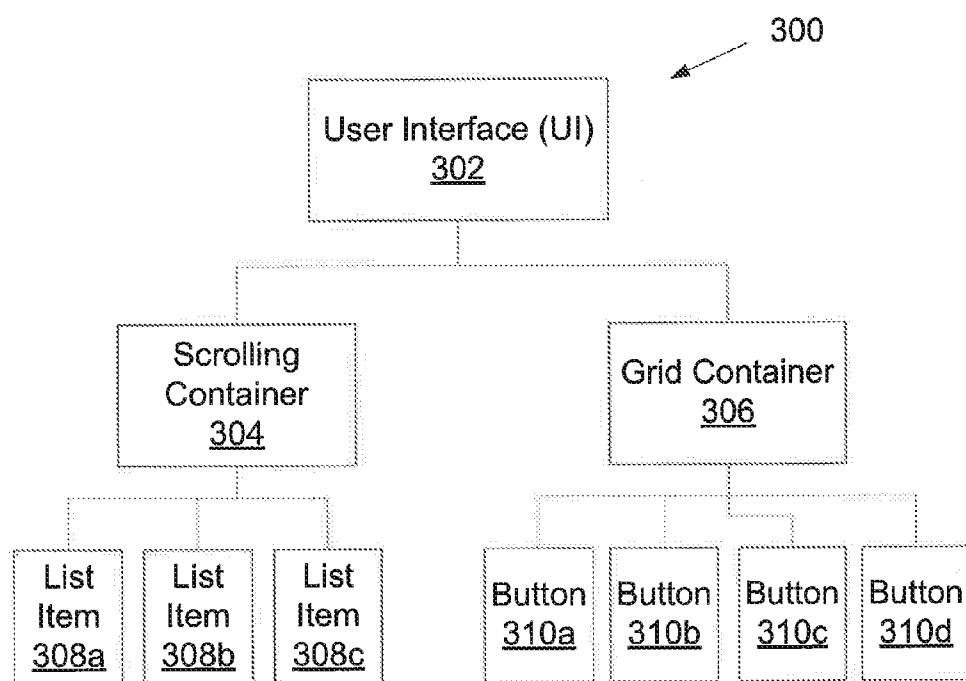 300
User Interface (UI)
302
Scrolling
Container
304
Grid Container
306
List
Item
308a
List
Item
308b
List
Item
308c
Button
310a
Button
310b
Button
310c
Button
310d